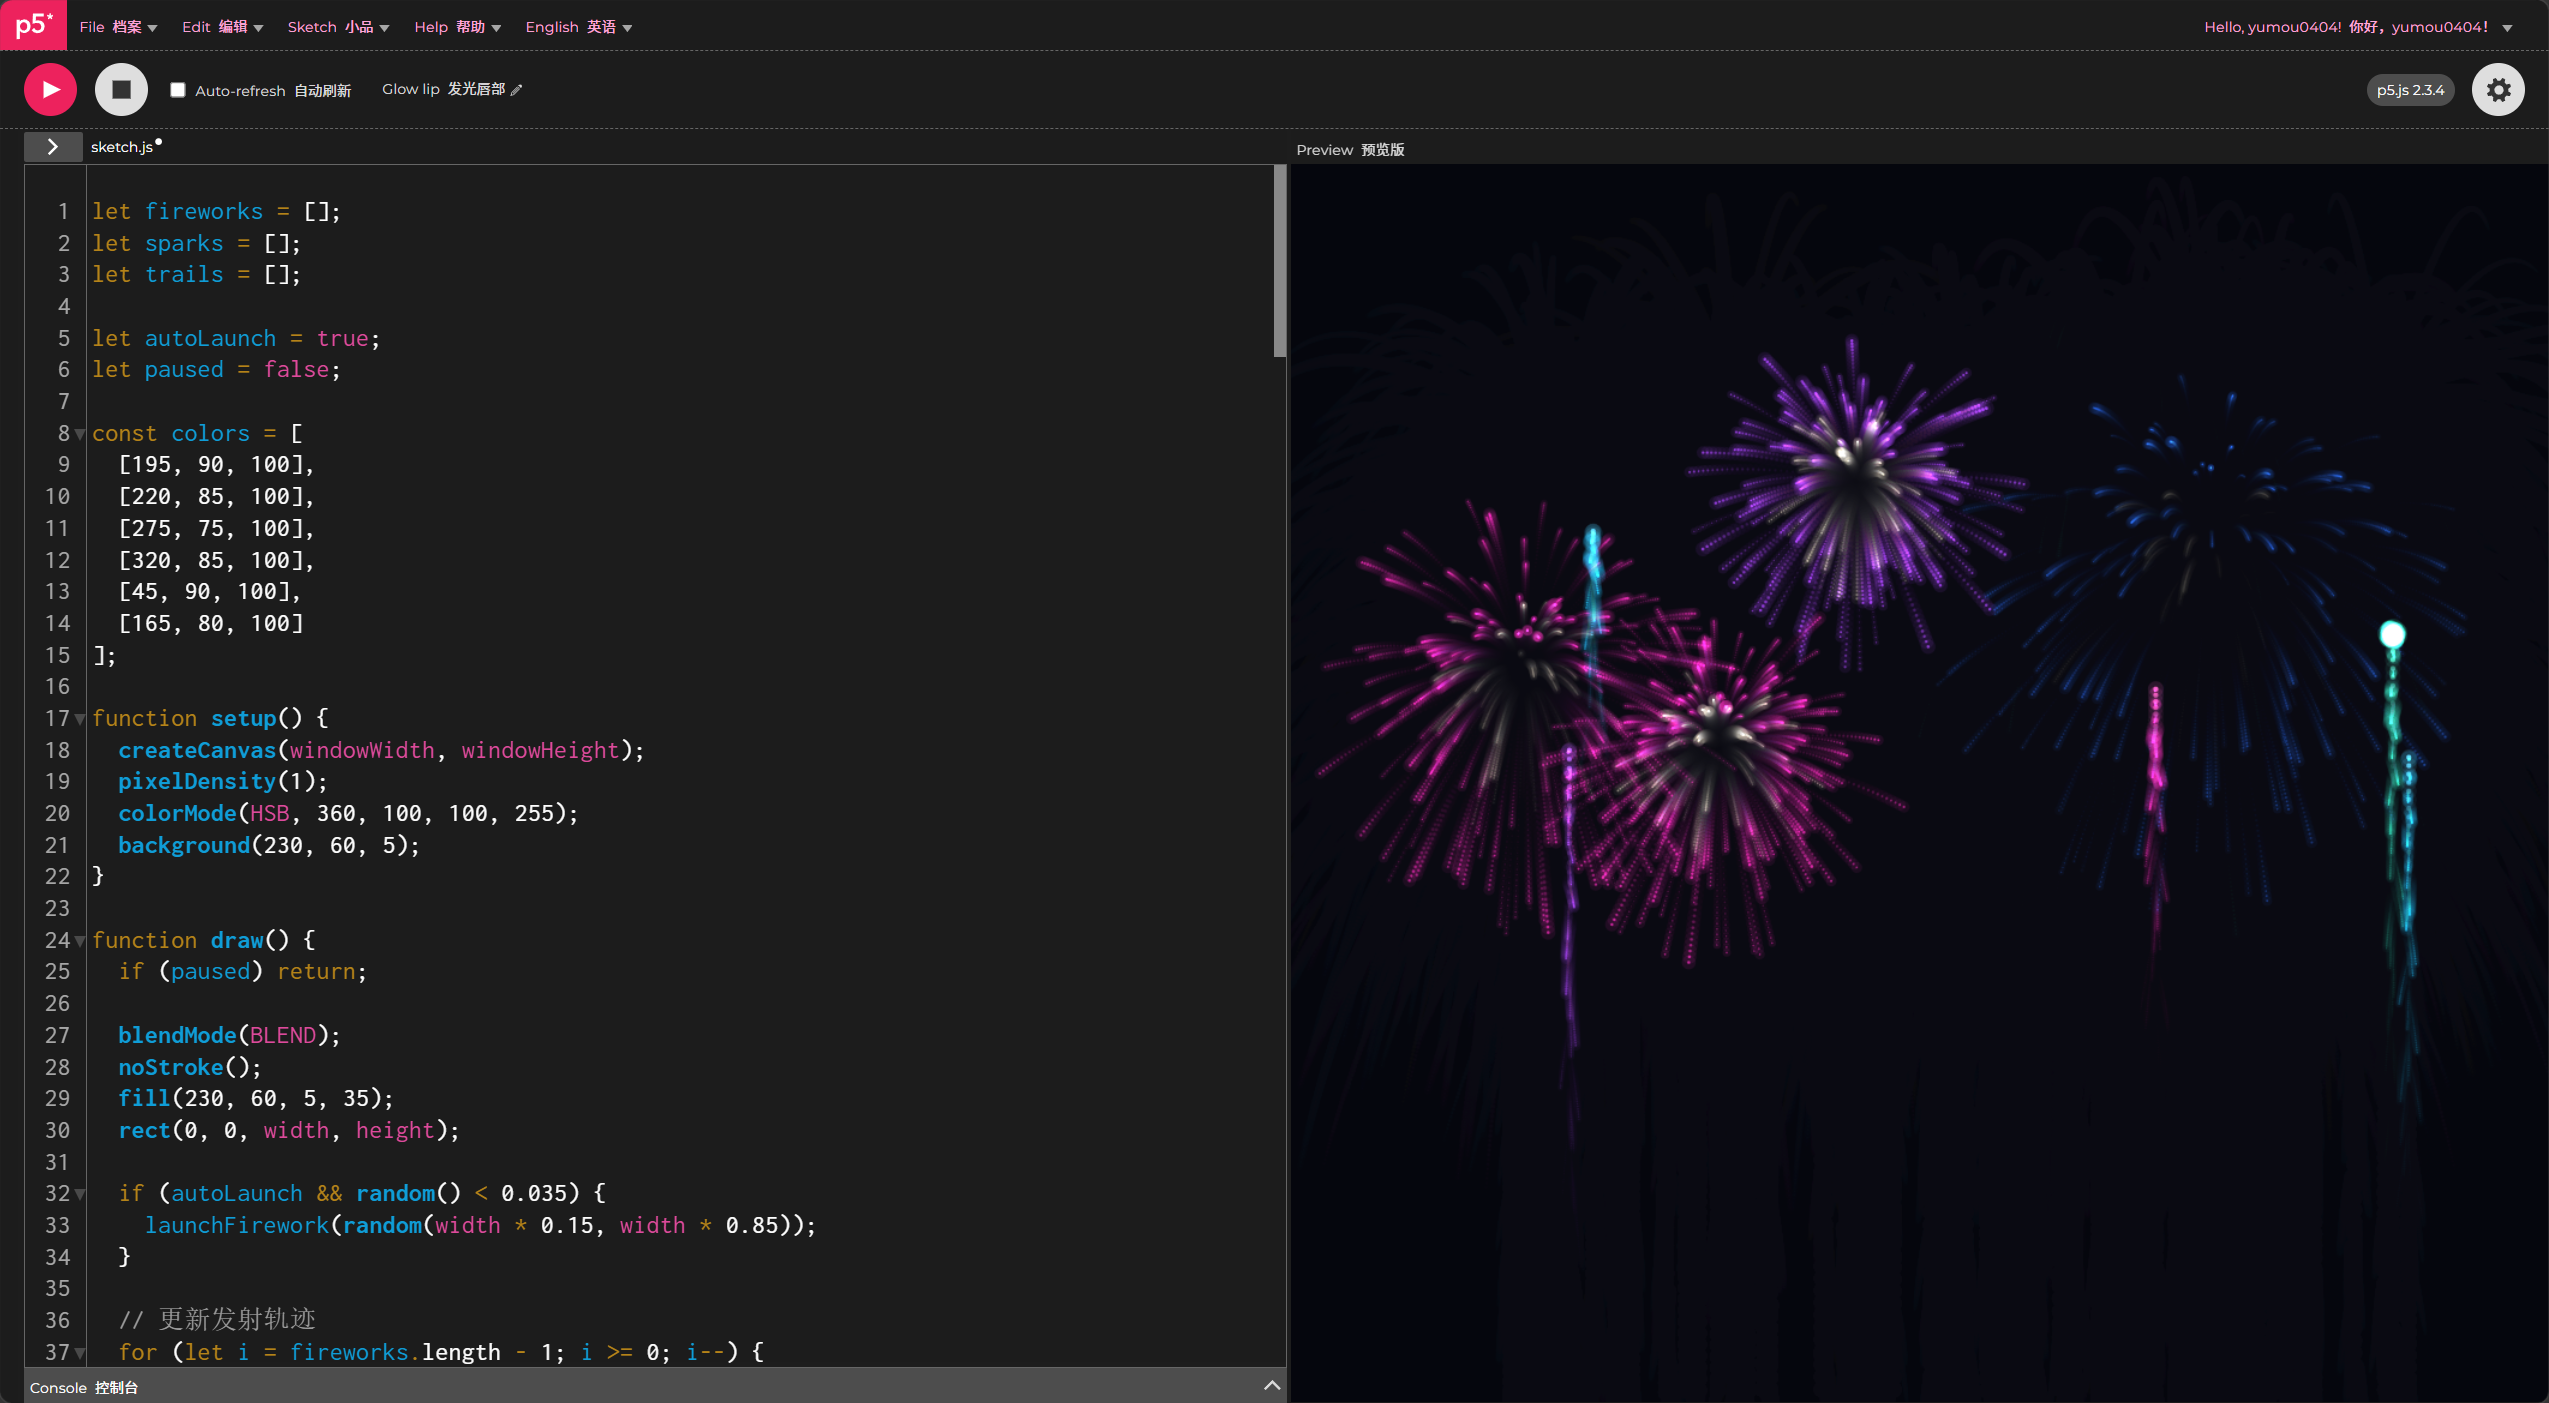 p5*
File 档案 Edit 编辑 Sketch 小品 Help 帮助 English 英语 Hello, yumou0404! 你好，yumou0404!
Auto-refresh 自动刷新 Glow lip 发光唇部 p5.js 2.3.4
sketch.js
Preview 预览版
1 let fireworks = [];
2 let sparks = [];
3 let trails = [];
4
5 let autoLaunch = true;
6 let paused = false;
7
8 const colors = [
9   [195, 90, 100],
10   [220, 85, 100],
11   [275, 75, 100],
12   [320, 85, 100],
13   [45, 90, 100],
14   [165, 80, 100]
15 ];
16
17 function setup() {
18   createCanvas(windowWidth, windowHeight);
19   pixelDensity(1);
20   colorMode(HSB, 360, 100, 100, 255);
21   background(230, 60, 5);
22 }
23
24 function draw() {
25   if (paused) return;
26
27   blendMode(BLEND);
28   noStroke();
29   fill(230, 60, 5, 35);
30   rect(0, 0, width, height);
31
32   if (autoLaunch && random() < 0.035) {
33     launchFirework(random(width * 0.15, width * 0.85));
34   }
35
36   // 更新发射轨迹
37   for (let i = fireworks.length - 1; i >= 0; i--) {
Console 控制台